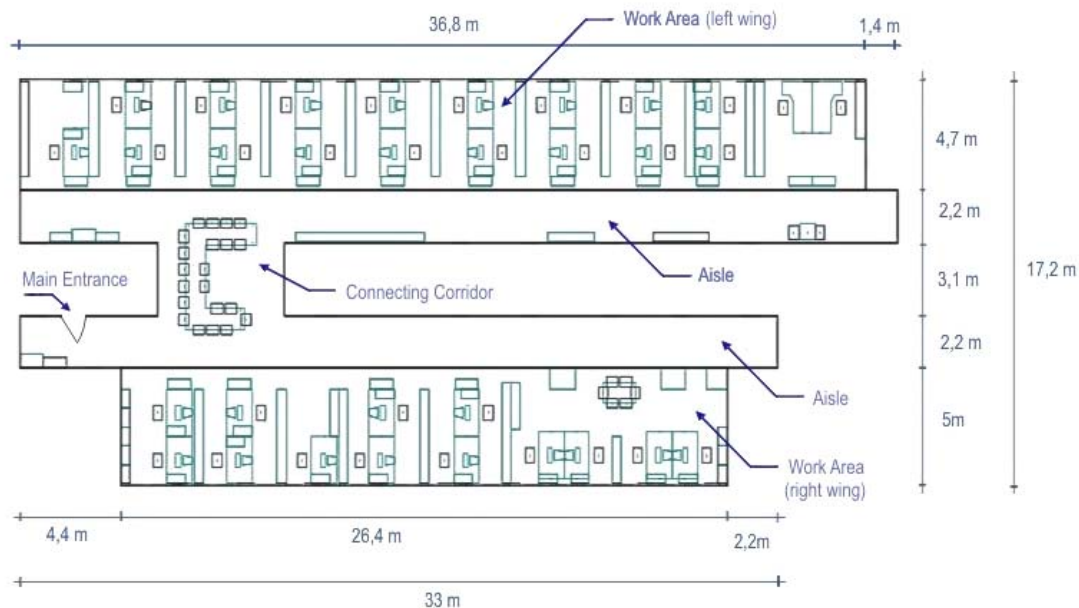 36,8 m
Work Area (left wing)
1,4 m
4,7 m
2,2 m
Main Entrance
Connecting Corridor
Aisle
3,1 m
17,2 m
2,2 m
Aisle
5m
Work Area
(right wing)
4,4 m
26,4 m
2,2m
33 m